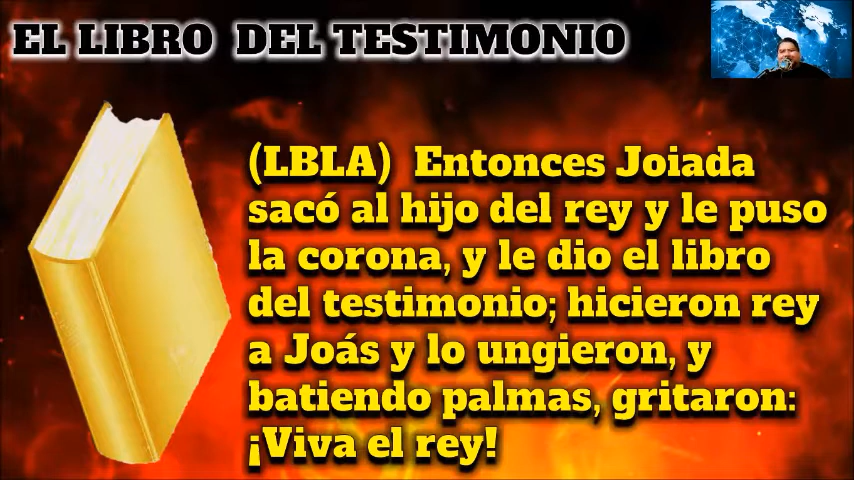 EL LIBRO DEL TESTIMONIO
(LBLA) Entonces Joiada
sacó al hijo del rey y le puso
la corona, y le dio el libro
del testimonio; hicieron rey
a Joás y lo ungieron, y
batiendo palmas, gritaron:
¡Viva el rey!